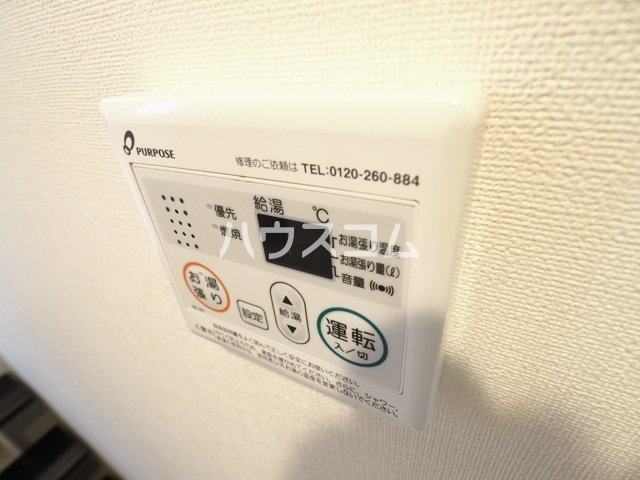 PURPOSE
修理のご依頼は TEL:0120-260-884
給湯 ℃
優先
燃焼
お湯張り温度
お湯張り量(ℓ)
音量
ハウスコム
お湯張り
設定
給湯
運転
入/切